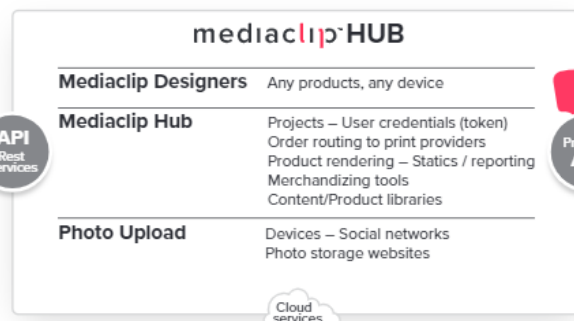 mediaclip HUB
Mediaclip Designers Any products, any device
Mediaclip Hub Projects – User credentials (token)
Order routing to print providers
Product rendering – Statics / reporting
Merchandizing tools
Content/Product libraries
Photo Upload Devices – Social networks
Photo storage websites
API
Rest
Cloud
services